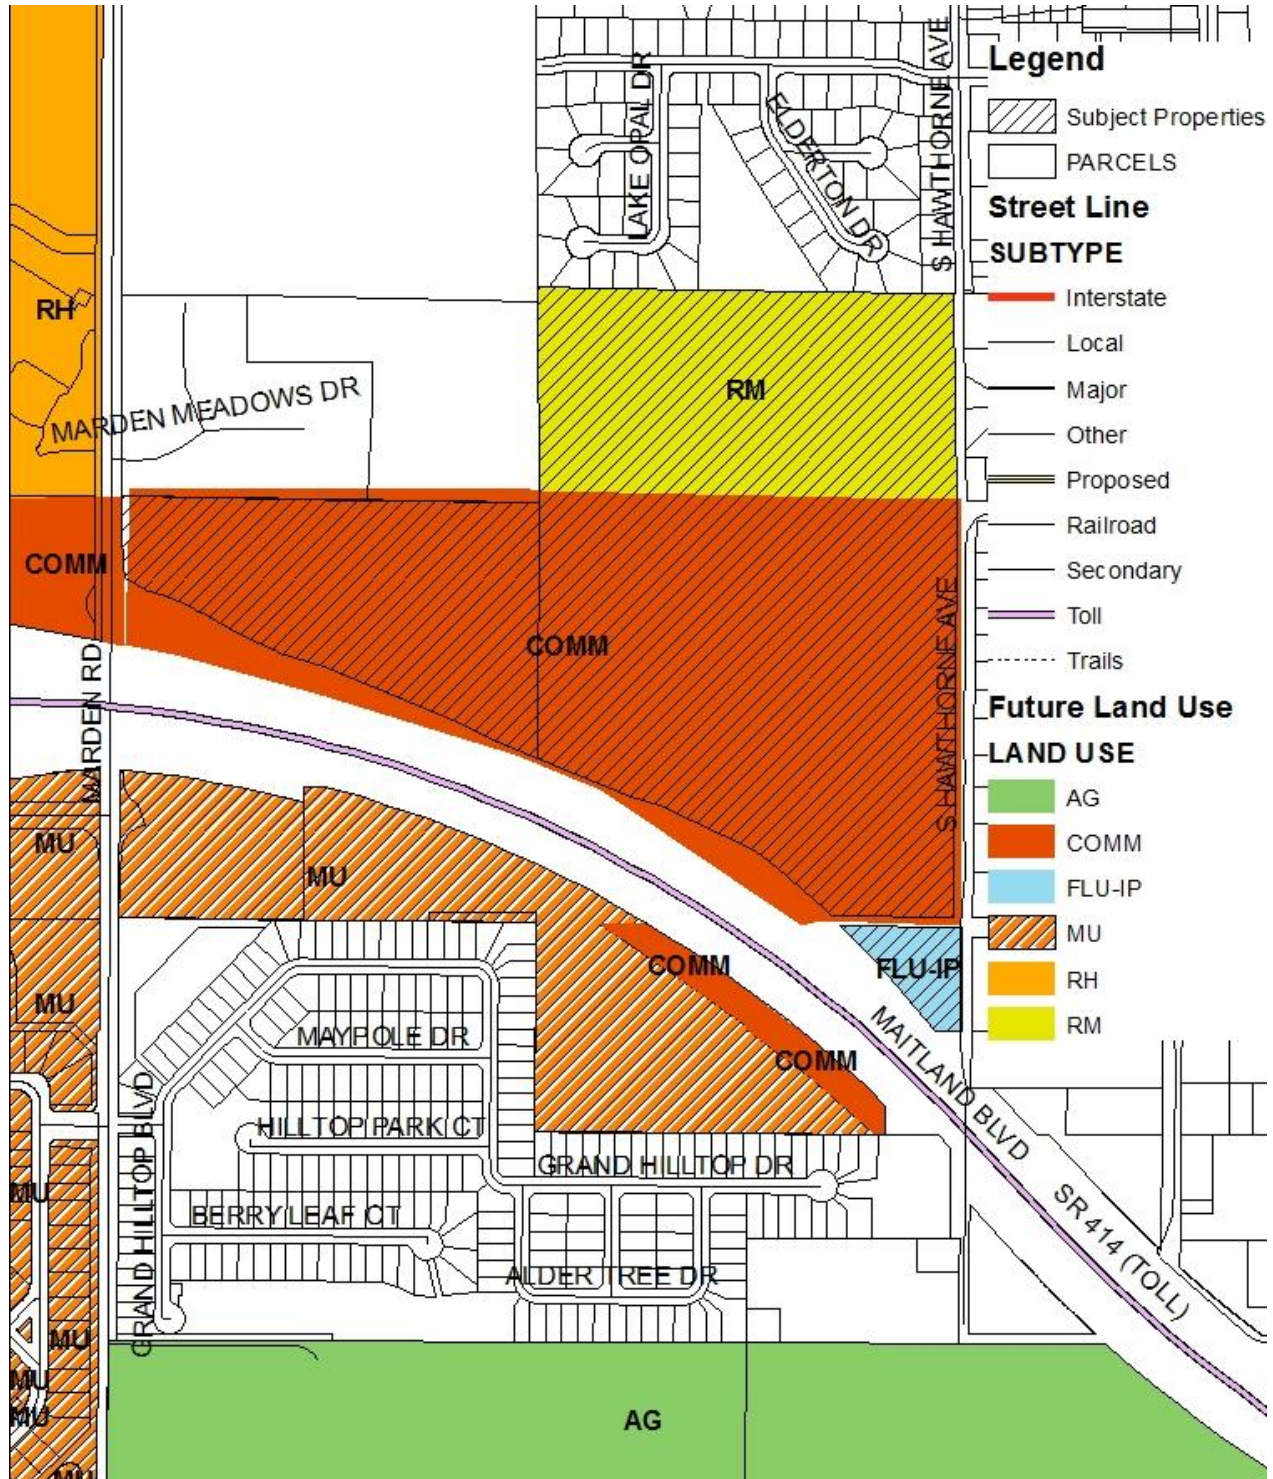 LAKE OPAL DR
ELDERTON DR
S HAWTHORNE AVE
RH
RM
MARDEN MEADOWS DR
COMM
COMM
MARDEN RD
S HAWTHORNE AVE
MU
MU
COMM
FLU-IP
MU
MAYPOLE DR
COMM
MAITLAND BLVD
HILLTOP PARK CT
GRAND HILLTOP DR
MU
GRAND HILLTOP BLVD
BERRY LEAF CT
SR 414 (TOLL)
ALDER TREE DR
MU
MU
MU
AG
MU
Legend
Subject Properties
PARCELS
Street Line
SUBTYPE
Interstate
Local
Major
Other
Proposed
Railroad
Secondary
Toll
Trails
Future Land Use
LAND USE
AG
COMM
FLU-IP
MU
RH
RM